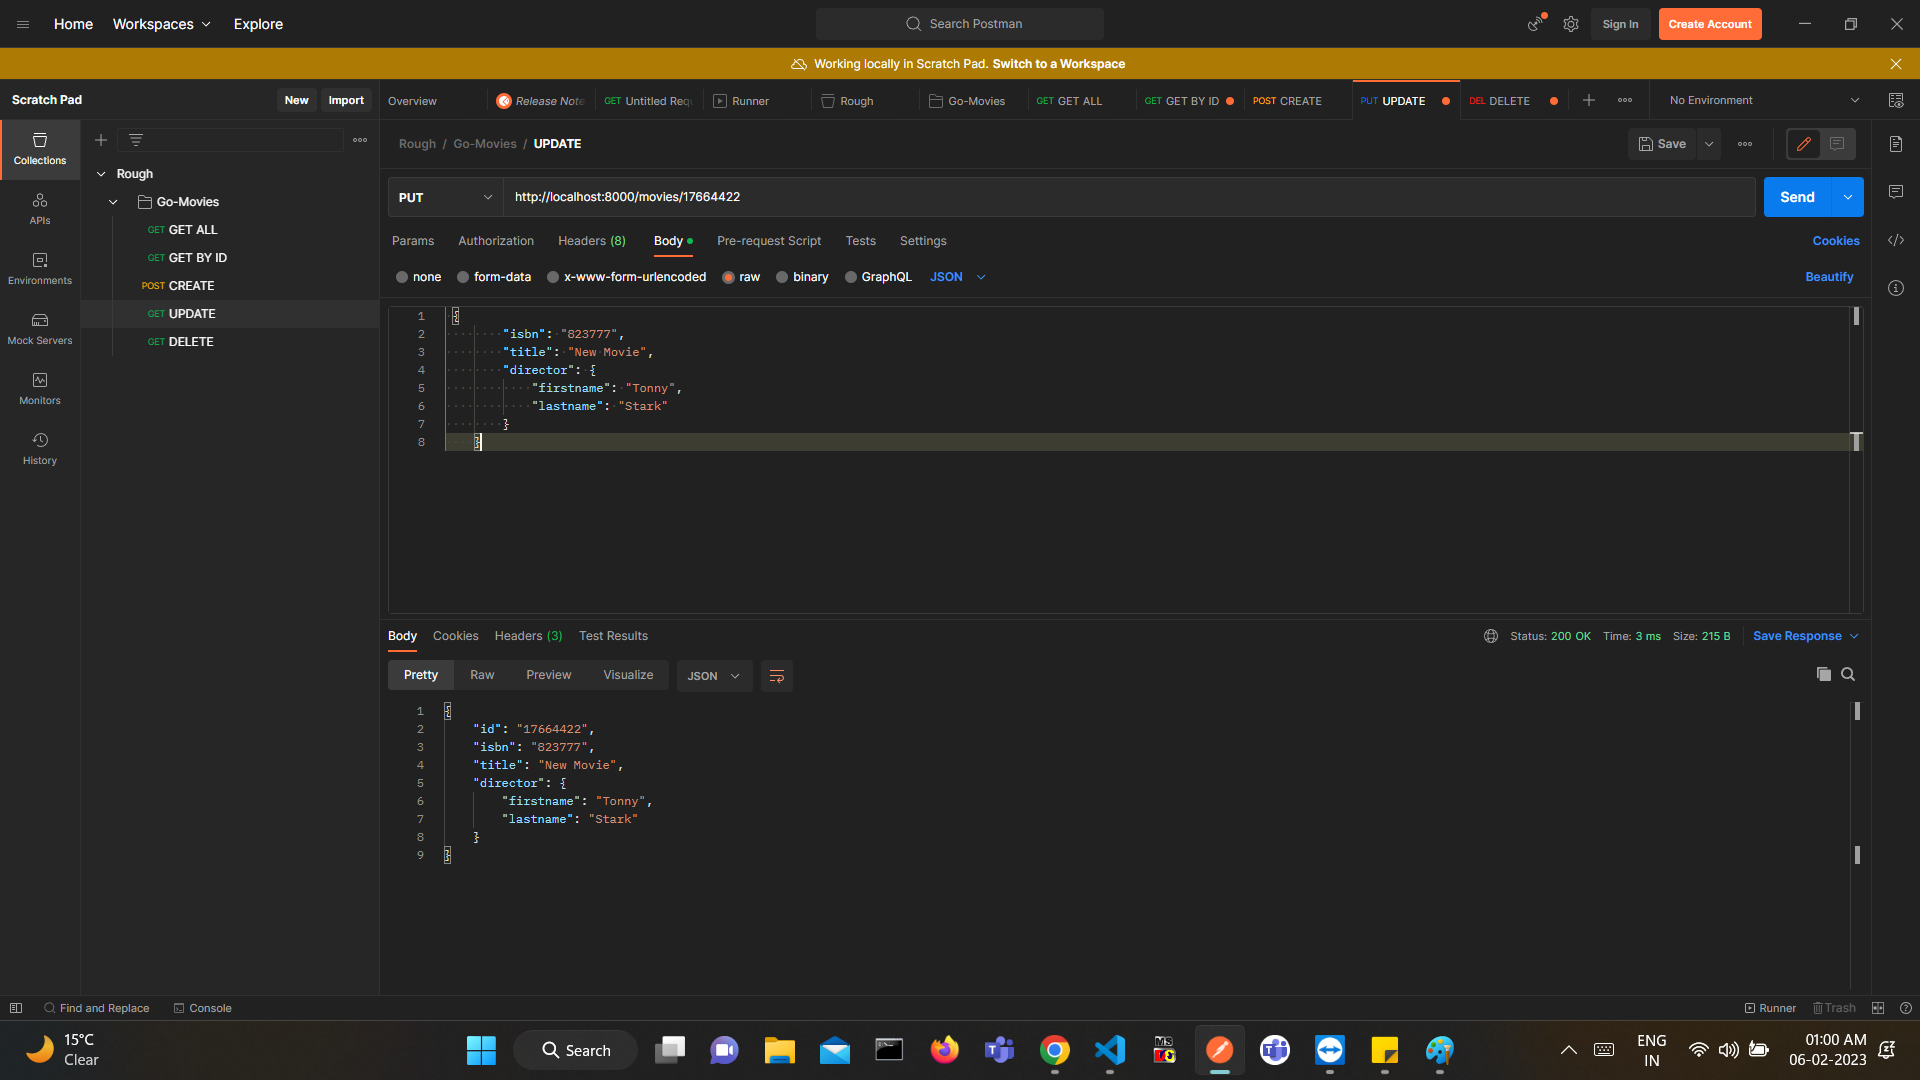 Home Workspaces Explore Search Postman Sign In Create Account
Working locally in Scratch Pad. Switch to a Workspace
Scratch Pad New Import Overview Release Note GET Untitled Req Runner Rough Go-Movies GET GET ALL GET GET BY ID POST CREATE PUT UPDATE DEL DELETE No Environment
Rough / Go-Movies / UPDATE Save
PUT http://localhost:8000/movies/17664422 Send
Params Authorization Headers (8) Body Pre-request Script Tests Settings Cookies
none form-data x-www-form-urlencoded raw binary GraphQL JSON Beautify
Collections
APIs
Environments
Mock Servers
Monitors
History
Rough
Go-Movies
GET GET ALL
GET GET BY ID
POST CREATE
GET UPDATE
GET DELETE
1 {
2 "isbn": "823777",
3 "title": "New Movie",
4 "director": {
5 "firstname": "Tonny",
6 "lastname": "Stark"
7 }
8 }
Body Cookies Headers (3) Test Results Status: 200 OK Time: 3 ms Size: 215 B Save Response
Pretty Raw Preview Visualize JSON
1 {
2 "id": "17664422",
3 "isbn": "823777",
4 "title": "New Movie",
5 "director": {
6 "firstname": "Tonny",
7 "lastname": "Stark"
8 }
9 }
Find and Replace Console Runner Trash
15°C
Clear
Search
MS
ENG
IN
01:00 AM
06-02-2023